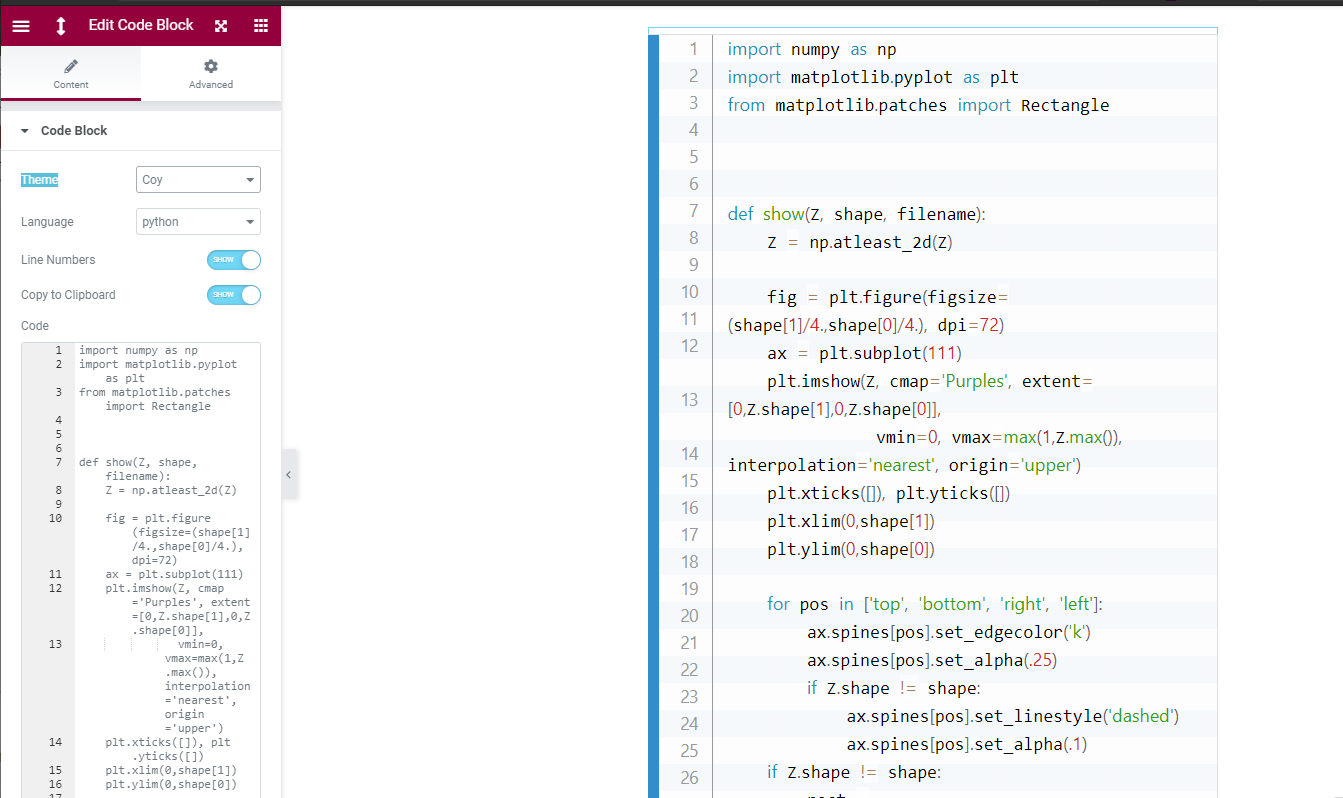 Edit Code Block
Content
Advanced
Code Block
Theme
Coy
Language
python
Line Numbers
SHOW
Copy to Clipboard
SHOW
Code
1 import numpy as np
2 import matplotlib.pyplot
as plt
3 from matplotlib.patches
import Rectangle
4
5
6
7 def show(Z, shape,
filename):
8 Z = np.atleast_2d(Z)
9
10 fig = plt.figure
(figsize=(shape[1]
/4.,shape[0]/4.),
dpi=72)
11 ax = plt.subplot(111)
12 plt.imshow(Z, cmap
='Purples', extent
=[0,Z.shape[1],0,Z
.shape[0]],
13 vmin=0,
vmax=max(1,Z
.max()),
interpolation
='nearest',
origin
='upper')
14 plt.xticks([]), plt
.yticks([])
15 plt.xlim(0,shape[1])
16 plt.ylim(0,shape[0])
17
1 import numpy as np
2 import matplotlib.pyplot as plt
3 from matplotlib.patches import Rectangle
4
5
6
7 def show(Z, shape, filename):
8 Z = np.atleast_2d(Z)
9
10 fig = plt.figure(figsize=
11 (shape[1]/4.,shape[0]/4.), dpi=72)
12 ax = plt.subplot(111)
plt.imshow(Z, cmap='Purples', extent=
13 [0,Z.shape[1],0,Z.shape[0]],
vmin=0, vmax=max(1,Z.max()),
14 interpolation='nearest', origin='upper')
15 plt.xticks([]), plt.yticks([])
16 plt.xlim(0,shape[1])
17 plt.ylim(0,shape[0])
18
19 for pos in ['top', 'bottom', 'right', 'left']:
20 ax.spines[pos].set_edgecolor('k')
21 ax.spines[pos].set_alpha(.25)
22 if Z.shape != shape:
23 ax.spines[pos].set_linestyle('dashed')
24 ax.spines[pos].set_alpha(.1)
25 if Z.shape != shape:
26